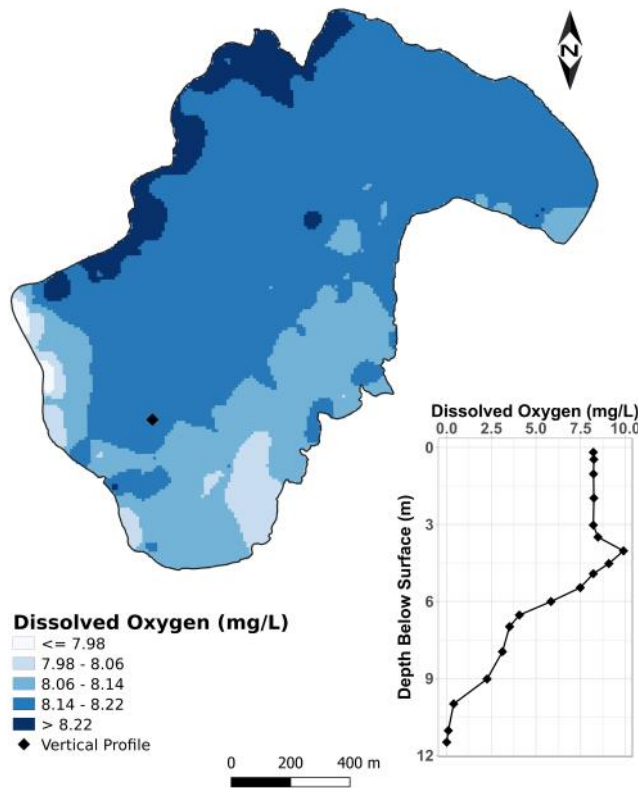 N
Dissolved Oxygen (mg/L)
0.0 2.5 5.0 7.5 10.0
0
3
6
9
12
Depth Below Surface (m)
Dissolved Oxygen (mg/L)
<= 7.98
7.98 - 8.06
8.06 - 8.14
8.14 - 8.22
> 8.22
Vertical Profile
0 200 400 m